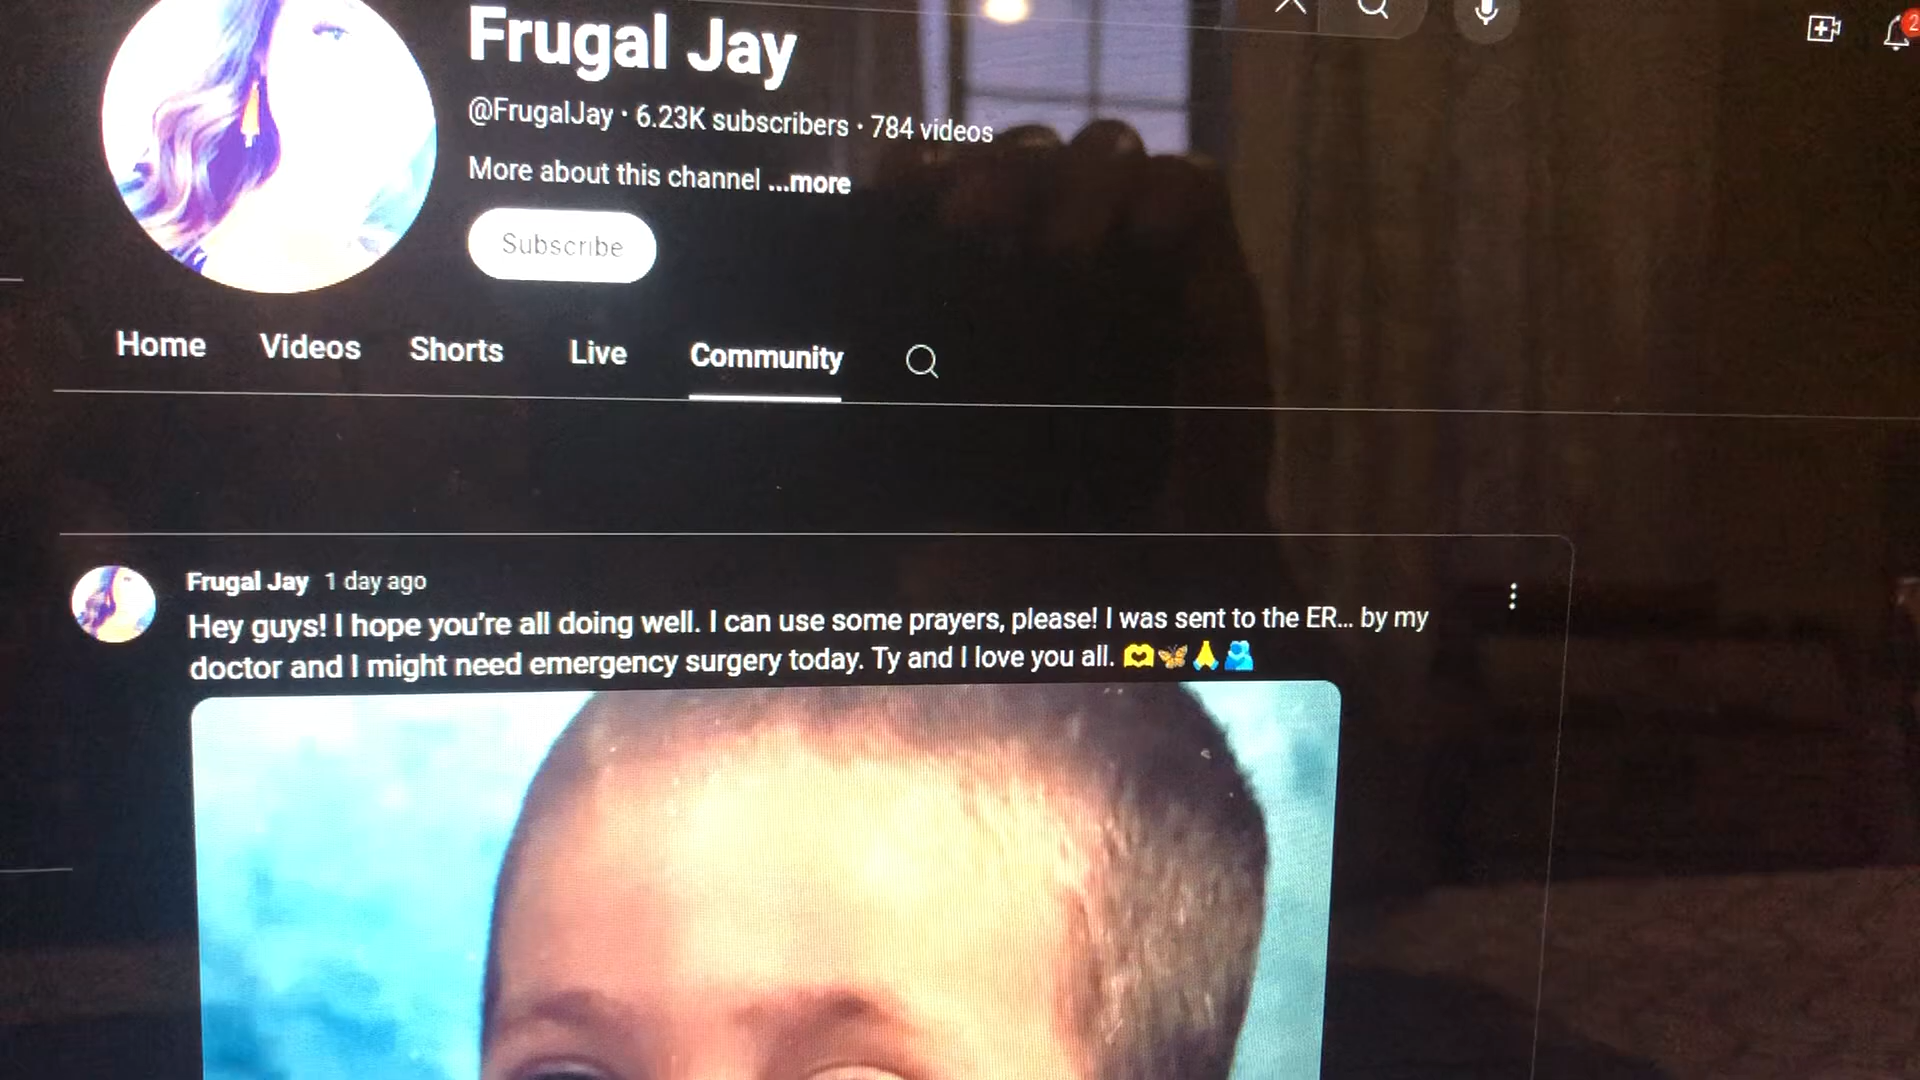 Frugal Jay
@FrugalJay · 6.23K subscribers · 784 videos
More about this channel ...more
Subscribe
2
Home Videos Shorts Live Community
Frugal Jay 1 day ago
Hey guys! I hope you're all doing well. I can use some prayers, please! I was sent to the ER... by my
doctor and I might need emergency surgery today. Ty and I love you all. 🫶🦋🙏🫂